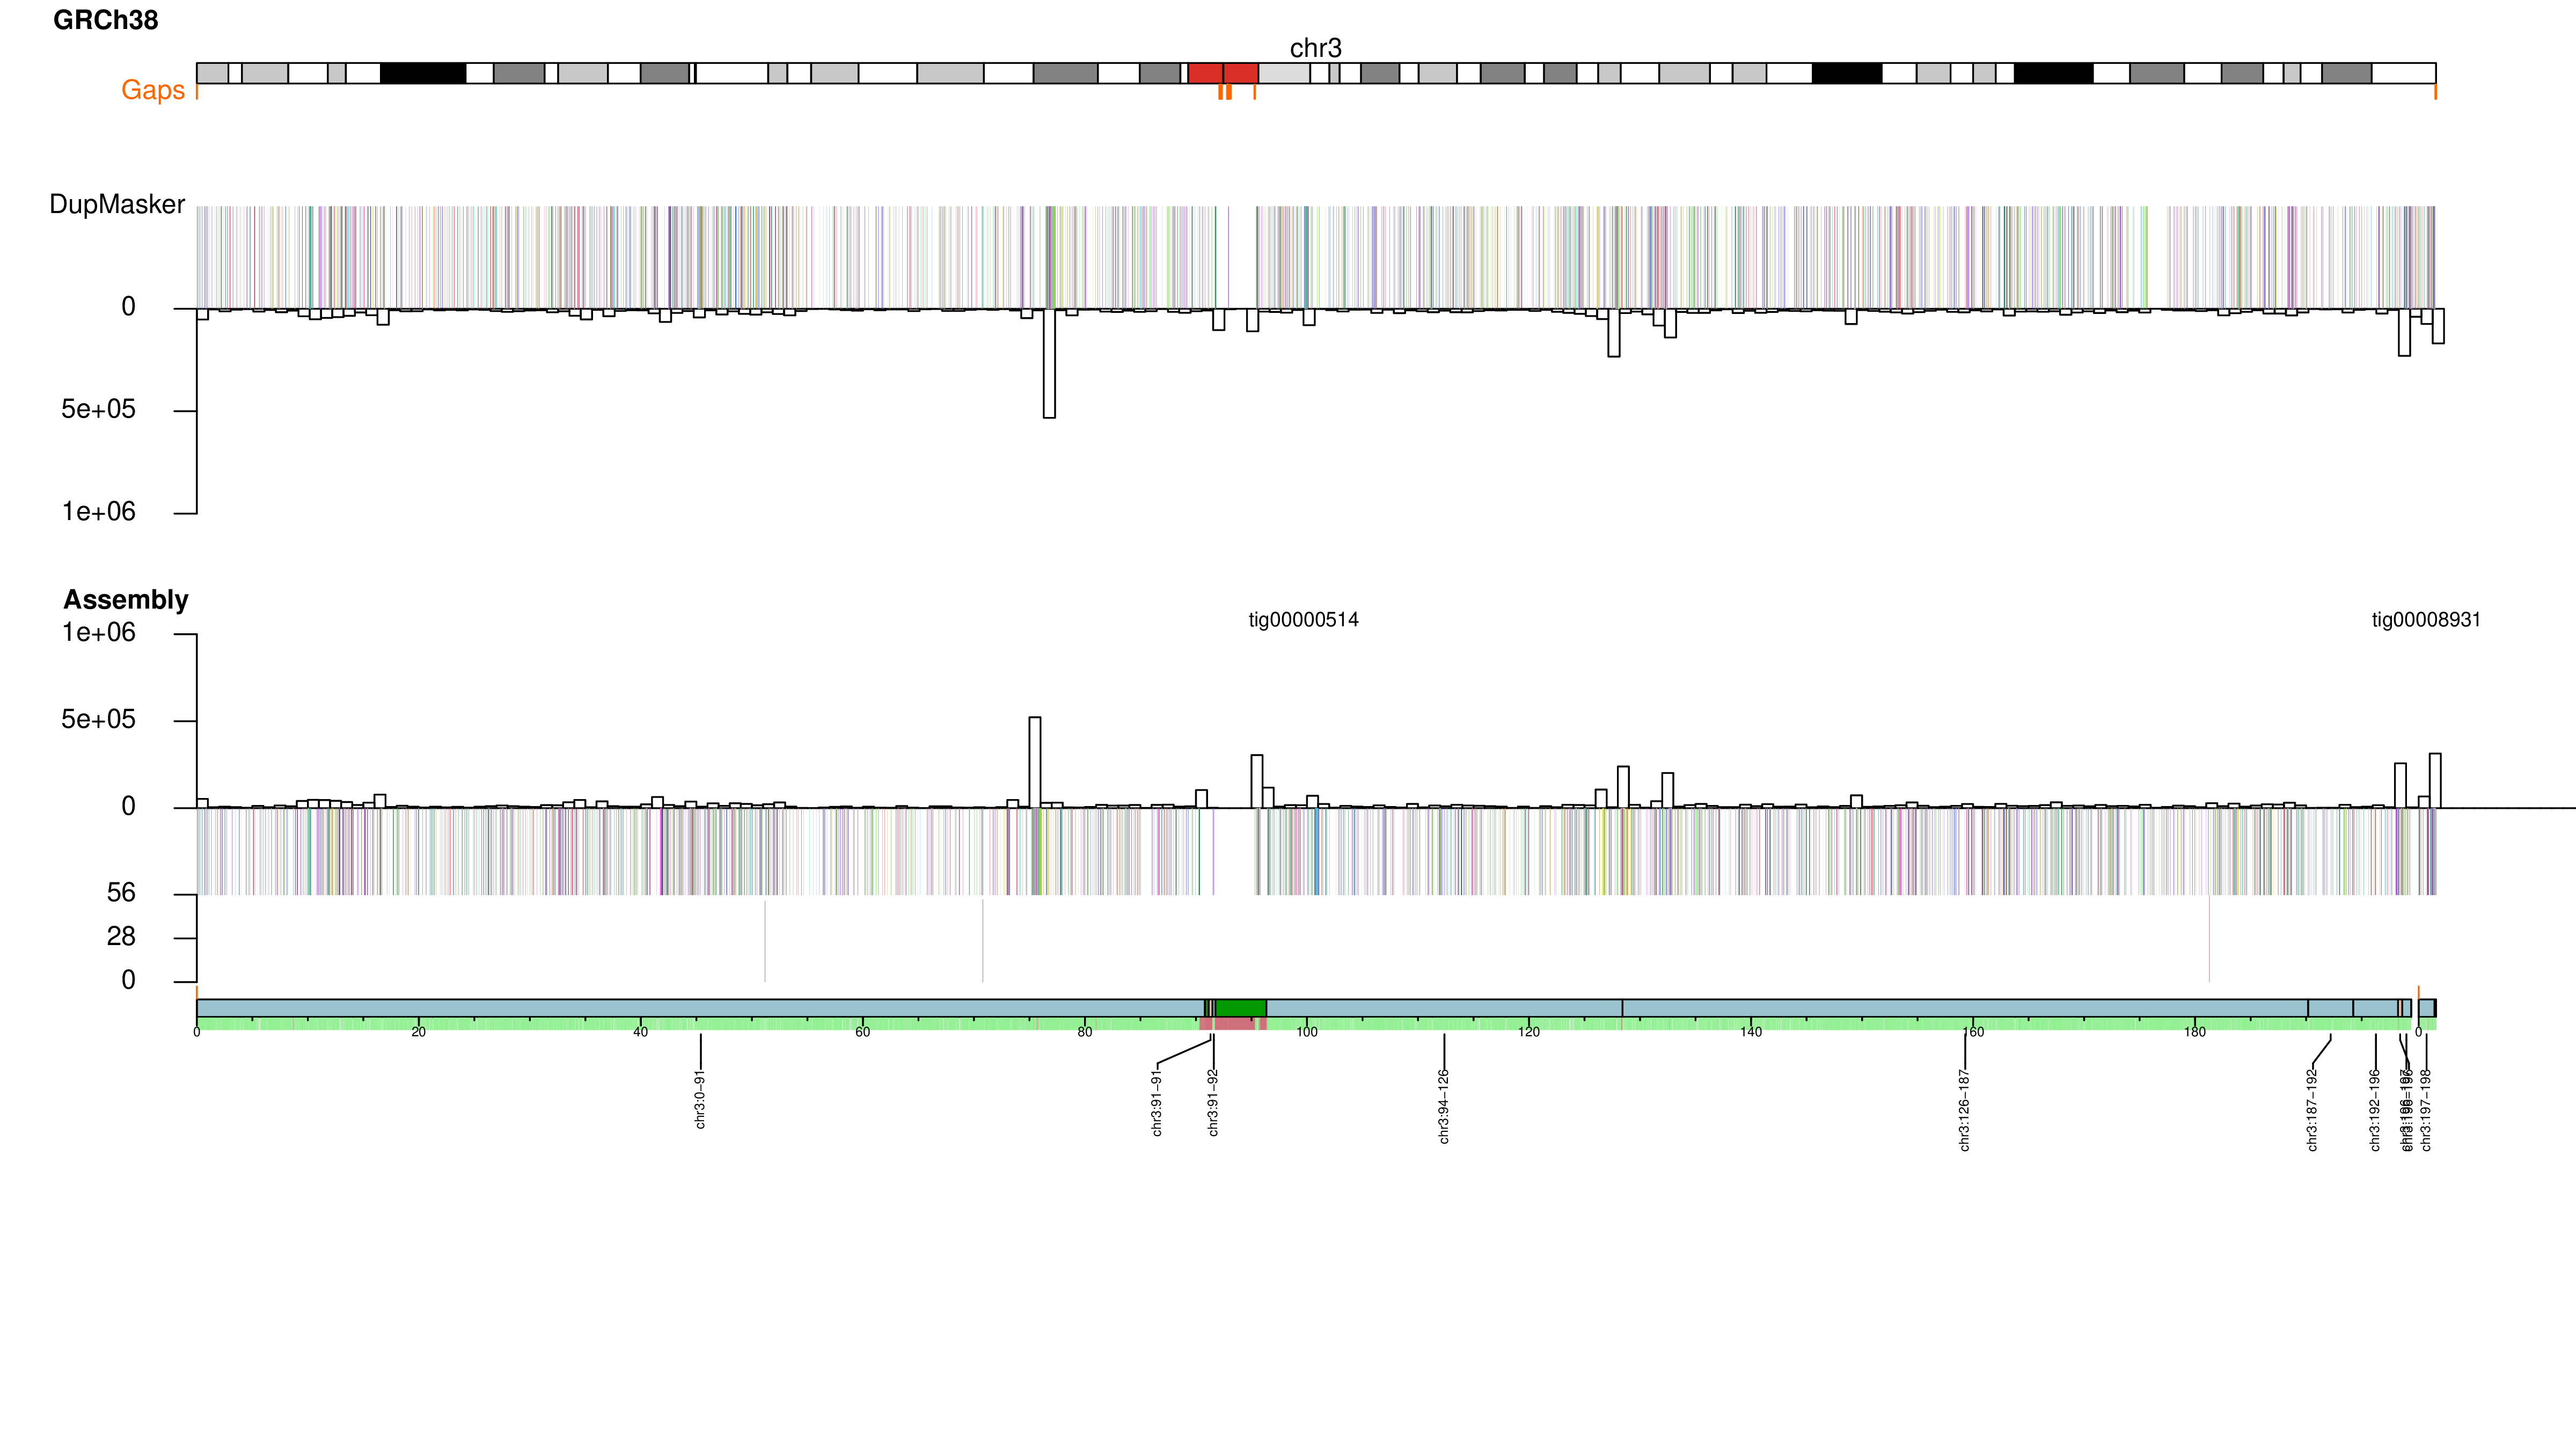 GRCh38
chr3
Gaps
DupMasker
0
5e+05
1e+06
Assembly
tig00000514
tig00008931
1e+06
5e+05
0
56
28
0
0 20 40 60 80 100 120 140 160 180 0
chr3:0−91
chr3:91−91
chr3:91−92
chr3:94−126
chr3:126−187
chr3:187−192
chr3:192−196
chr3:197−198